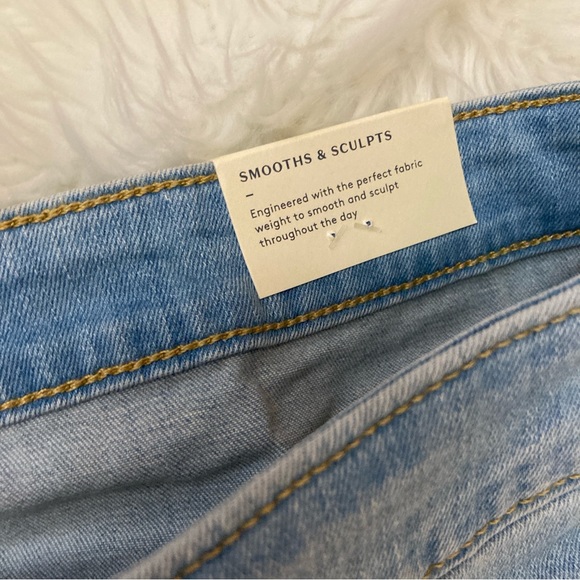 SMOOTHS & SCULPTS
–
Engineered with the perfect fabric
weight to smooth and sculpt
throughout the day